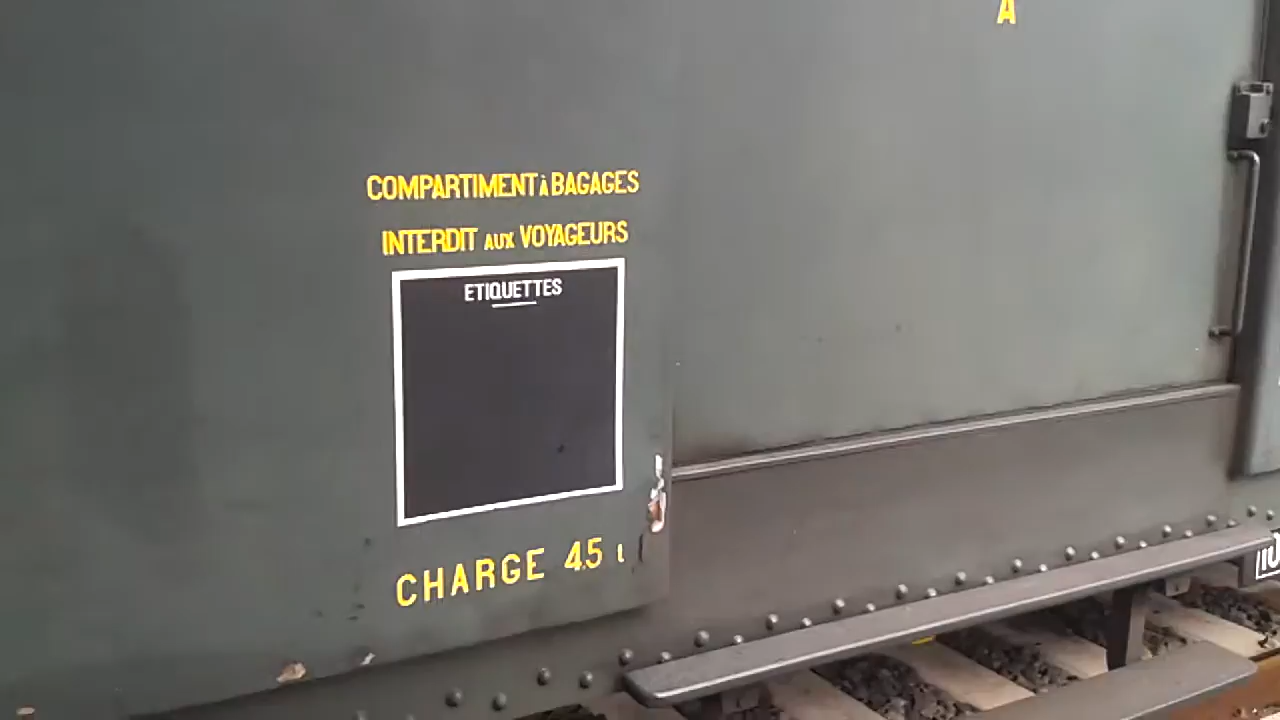 A
COMPARTIMENT À BAGAGES
INTERDIT AUX VOYAGEURS
ETIQUETTES
CHARGE 4.5 t